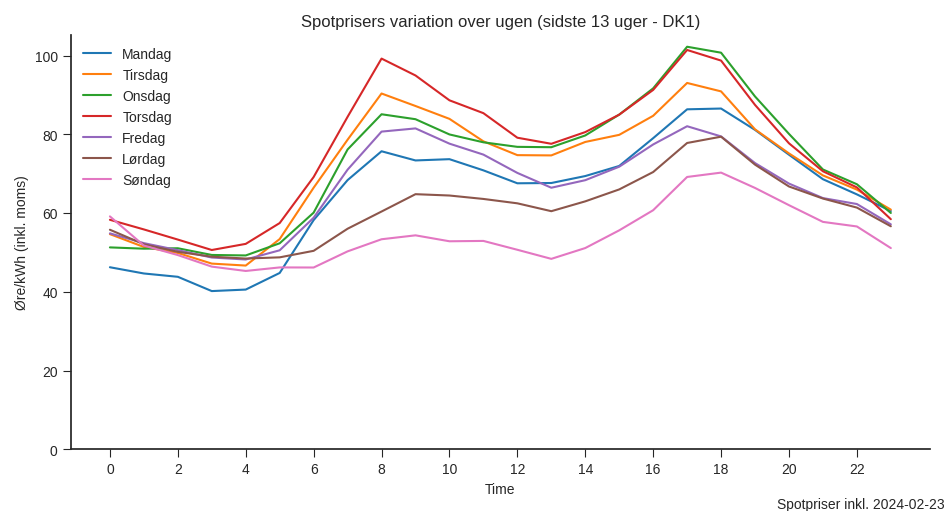 Spotprisers variation over ugen (sidste 13 uger - DK1)
Mandag
Tirsdag
Onsdag
Torsdag
Fredag
Lørdag
Søndag
Øre/kWh (inkl. moms)
100
80
60
40
20
0
0 2 4 6 8 10 12 14 16 18 20 22
Time
Spotpriser inkl. 2024-02-23